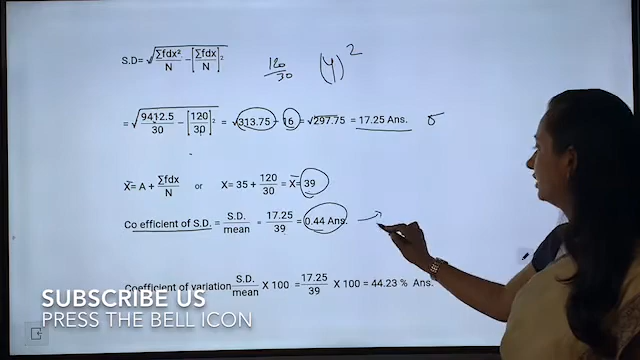 S.D= √Σfdx²/N − [Σfdx/N]²
120/30 (4)²
= √9412.5/30 − [120/30]² = √313.75 − 16 = √297.75 = 17.25 Ans. σ
X̄= A + Σfdx/N or X= 35 + 120/30 = X̄= 39
Co efficient of S.D. = S.D./mean = 17.25/39 = 0.44 Ans.
Coefficient of variation S.D./mean X 100 = 17.25/39 X 100 = 44.23 % Ans.
SUBSCRIBE US
PRESS THE BELL ICON